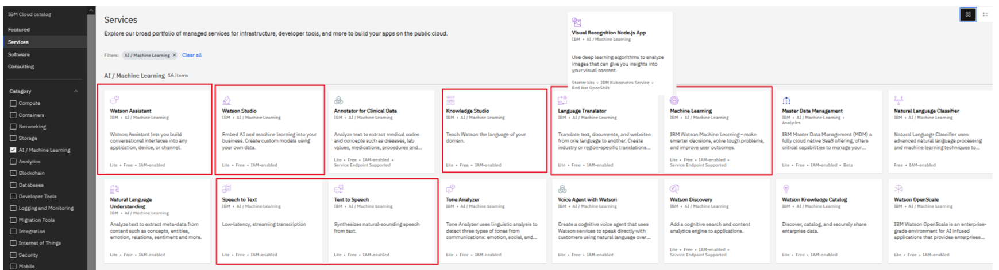 IBM Cloud catalog
Featured
Services
Software
Consulting
Category
Compute
Containers
Networking
Storage
AI / Machine Learning
Analytics
Blockchain
Databases
Developer Tools
Logging and Monitoring
Migration Tools
Integration
Internet of Things
Security
Mobile
Services
Explore our broad portfolio of managed services for infrastructure, developer tools, and more to build your apps on the public cloud.
Filters: AI / Machine Learning × Clear all
AI / Machine Learning 16 items
Visual Recognition Node.js App
IBM • AI / Machine Learning
Use deep learning algorithms to analyze
images that can give you insights into
your visual content.
Starter kits • IBM Kubernetes Service •
Red Hat OpenShift
Watson Assistant
IBM • AI / Machine Learning
Watson Assistant lets you build
conversational interfaces into any
application, device, or channel.
Lite • Free • IAM-enabled
Watson Studio
IBM • AI / Machine Learning
Embed AI and machine learning into your
business. Create custom models using
your own data.
Lite • Free • IAM-enabled
Annotator for Clinical Data
IBM • AI / Machine Learning
Analyze text to extract medical codes
and concepts such as diseases, lab
values, medications, procedures and...
Lite • Free • IAM-enabled •
Service Endpoint Supported
Knowledge Studio
IBM • AI / Machine Learning
Teach Watson the language of your
domain.
Lite • Free • IAM-enabled
Language Translator
IBM • AI / Machine Learning
Translate text, documents, and websites
from one language to another. Create
industry or region-specific translations...
Lite • Free • IAM-enabled
Machine Learning
IBM • AI / Machine Learning
IBM Watson Machine Learning - make
smarter decisions, solve tough problems,
and improve user outcomes.
Lite • Free • IAM-enabled •
Service Endpoint Supported
Master Data Management
IBM • AI / Machine Learning •
Analytics
IBM Master Data Management (MDM) a
fully cloud native SaaS offering, offers
critical capabilities to manage your...
Lite • Free • IAM-enabled • Beta
Natural Language Classifier
IBM • AI / Machine Learning
Natural Language Classifier uses
advanced natural language processing
and machine learning techniques to...
Free • IAM-enabled
Natural Language
Understanding
IBM • AI / Machine Learning
Analyze text to extract meta-data from
content such as concepts, entities,
emotion, relations, sentiment and more.
Lite • Free • IAM-enabled
Speech to Text
IBM • AI / Machine Learning
Low-latency, streaming transcription
Lite • Free • IAM-enabled
Text to Speech
IBM • AI / Machine Learning
Synthesizes natural-sounding speech
from text.
Lite • Free • IAM-enabled
Tone Analyzer
IBM • AI / Machine Learning
Tone Analyzer uses linguistic analysis to
detect three types of tones from
communications: emotion, social, and...
Lite • Free • IAM-enabled
Voice Agent with Watson
IBM • AI / Machine Learning
Create a cognitive voice agent that uses
Watson services to speak directly with
customers using natural language over...
Lite • Free • IAM-enabled
Watson Discovery
IBM • AI / Machine Learning
Add a cognitive search and content
analytics engine to applications.
Lite • Free • IAM-enabled •
Service Endpoint Supported
Watson Knowledge Catalog
IBM • AI / Machine Learning
Discover, catalog, and securely share
enterprise data.
Lite • Free • IAM-enabled
Watson OpenScale
IBM • AI / Machine Learning
IBM Watson OpenScale is an enterprise-
grade environment for AI infused
applications that provides enterprises...
Lite • Free • IAM-enabled